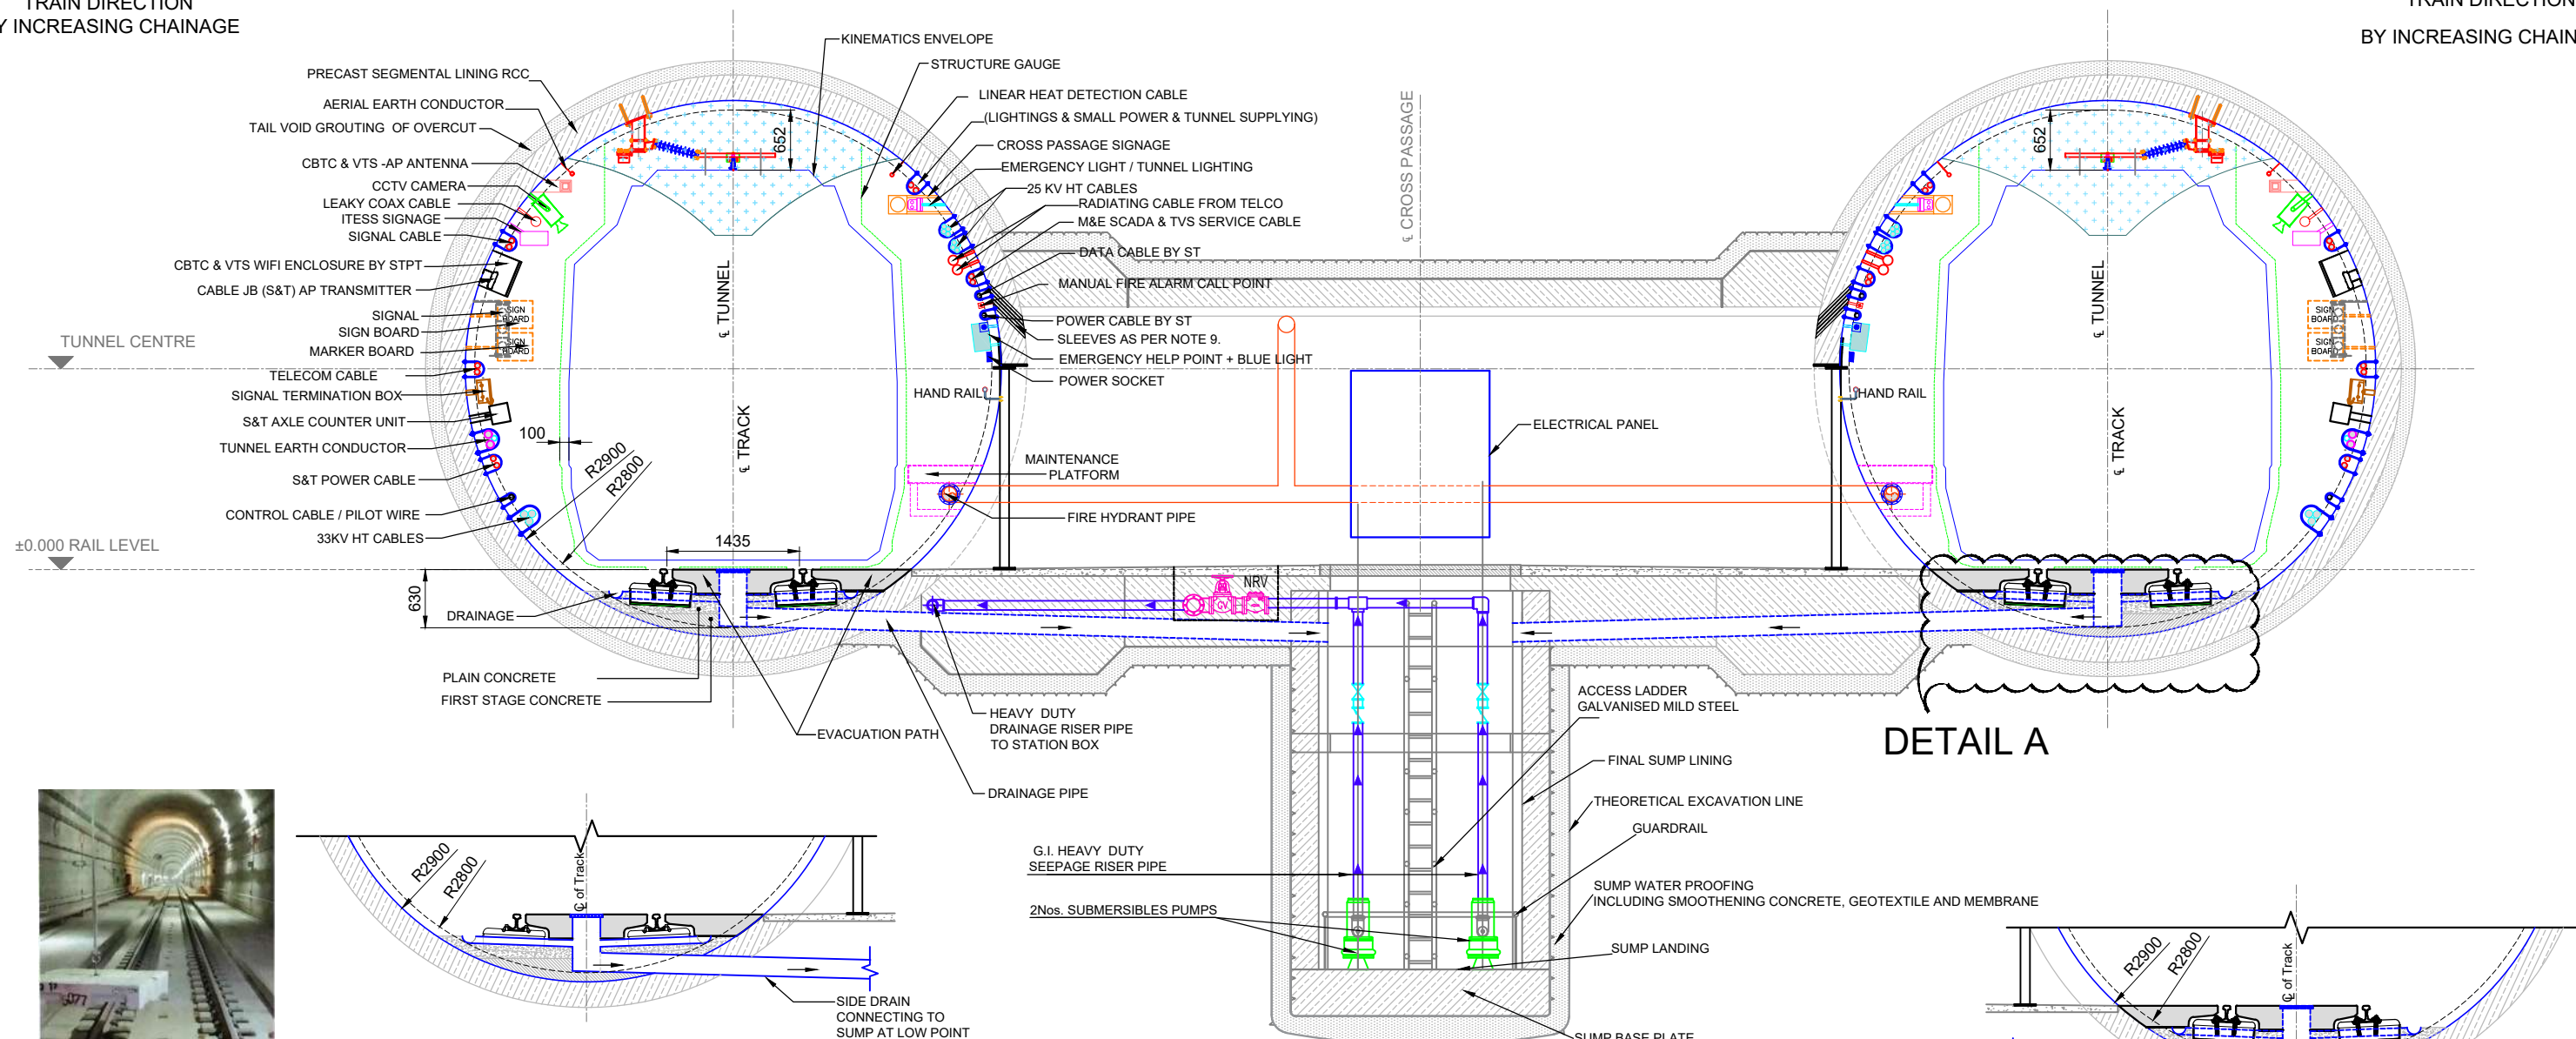 TRAIN DIRECTION
Y INCREASING CHAINAGE
TRAIN DIRECTION
BY INCREASING CHAIN
PRECAST SEGMENTAL LINING RCC
AERIAL EARTH CONDUCTOR
TAIL VOID GROUTING OF OVERCUT
CBTC & VTS -AP ANTENNA
CCTV CAMERA
LEAKY COAX CABLE
ITESS SIGNAGE
SIGNAL CABLE
CBTC & VTS WIFI ENCLOSURE BY STPT
CABLE JB (S&T) AP TRANSMITTER
SIGNAL
SIGN BOARD
MARKER BOARD
TELECOM CABLE
SIGNAL TERMINATION BOX
S&T AXLE COUNTER UNIT
TUNNEL EARTH CONDUCTOR
S&T POWER CABLE
CONTROL CABLE / PILOT WIRE
33KV HT CABLES
TUNNEL CENTRE
±0.000 RAIL LEVEL
SIGN
BOARD
SIGN
BOARD
KINEMATICS ENVELOPE
STRUCTURE GAUGE
LINEAR HEAT DETECTION CABLE
(LIGHTINGS & SMALL POWER & TUNNEL SUPPLYING)
CROSS PASSAGE SIGNAGE
EMERGENCY LIGHT / TUNNEL LIGHTING
25 KV HT CABLES
RADIATING CABLE FROM TELCO
M&E SCADA & TVS SERVICE CABLE
DATA CABLE BY ST
MANUAL FIRE ALARM CALL POINT
POWER CABLE BY ST
SLEEVES AS PER NOTE 9.
EMERGENCY HELP POINT + BLUE LIGHT
POWER SOCKET
HAND RAIL
MAINTENANCE
PLATFORM
FIRE HYDRANT PIPE
652
℄ TUNNEL
℄ TRACK
100
R2900
R2800
1435
630
℄ CROSS PASSAGE
ELECTRICAL PANEL
NRV
GV
HAND RAIL
652
℄ TUNNEL
℄ TRACK
SIGN
BOARD
SIGN
BOARD
DRAINAGE
PLAIN CONCRETE
FIRST STAGE CONCRETE
EVACUATION PATH
HEAVY DUTY
DRAINAGE RISER PIPE
TO STATION BOX
DRAINAGE PIPE
ACCESS LADDER
GALVANISED MILD STEEL
FINAL SUMP LINING
THEORETICAL EXCAVATION LINE
GUARDRAIL
G.I. HEAVY DUTY
SEEPAGE RISER PIPE
2Nos. SUBMERSIBLES PUMPS
SUMP WATER PROOFING
INCLUDING SMOOTHENING CONCRETE, GEOTEXTILE AND MEMBRANE
SUMP LANDING
SUMP BASE PLATE
DETAIL A
R2900
R2800
℄ of Track
SIDE DRAIN
CONNECTING TO
SUMP AT LOW POINT
R2900
R2800
℄ of Track